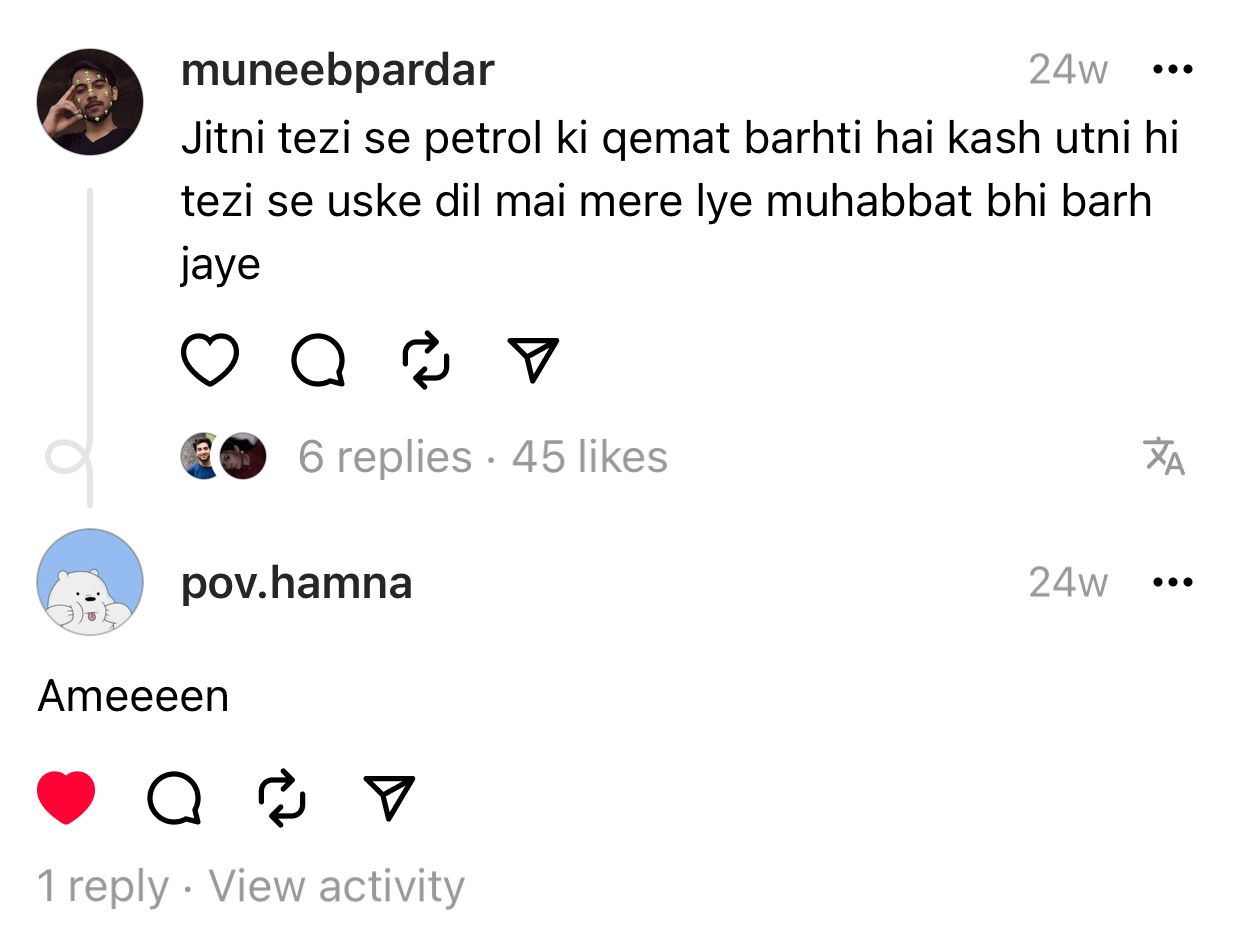 muneebpardar 24w
Jitni tezi se petrol ki qemat barhti hai kash utni hi
tezi se uske dil mai mere lye muhabbat bhi barh
jaye
6 replies · 45 likes
pov.hamna 24w
Ameeeeen
1 reply · View activity